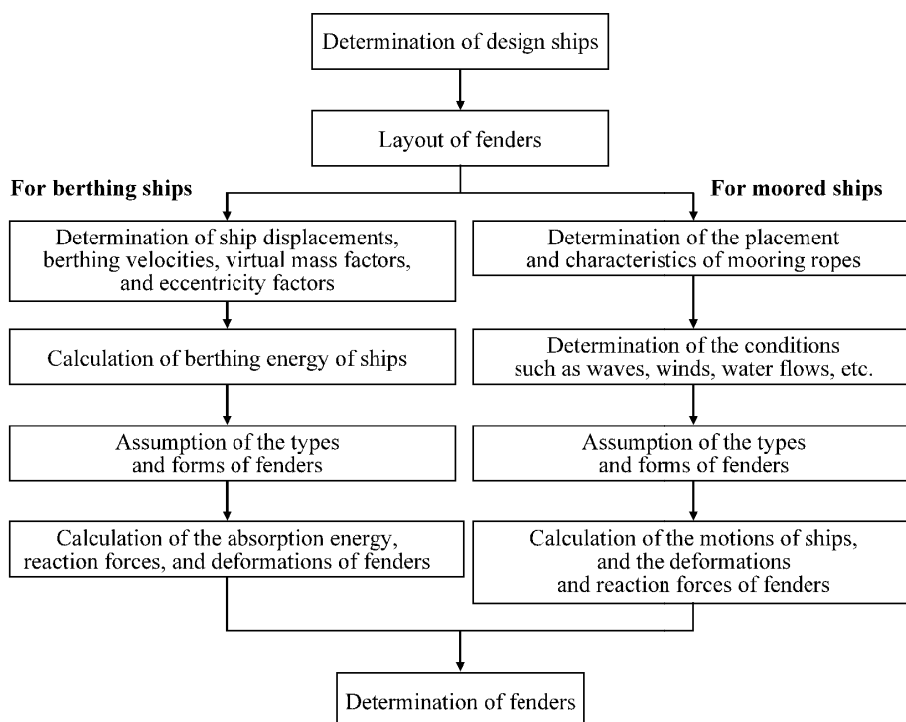 Determination of design ships
Layout of fenders
For berthing ships
Determination of ship displacements,
berthing velocities, virtual mass factors,
and eccentricity factors
Calculation of berthing energy of ships
Assumption of the types
and forms of fenders
Calculation of the absorption energy,
reaction forces, and deformations of fenders
For moored ships
Determination of the placement
and characteristics of mooring ropes
Determination of the conditions
such as waves, winds, water flows, etc.
Assumption of the types
and forms of fenders
Calculation of the motions of ships,
and the deformations
and reaction forces of fenders
Determination of fenders